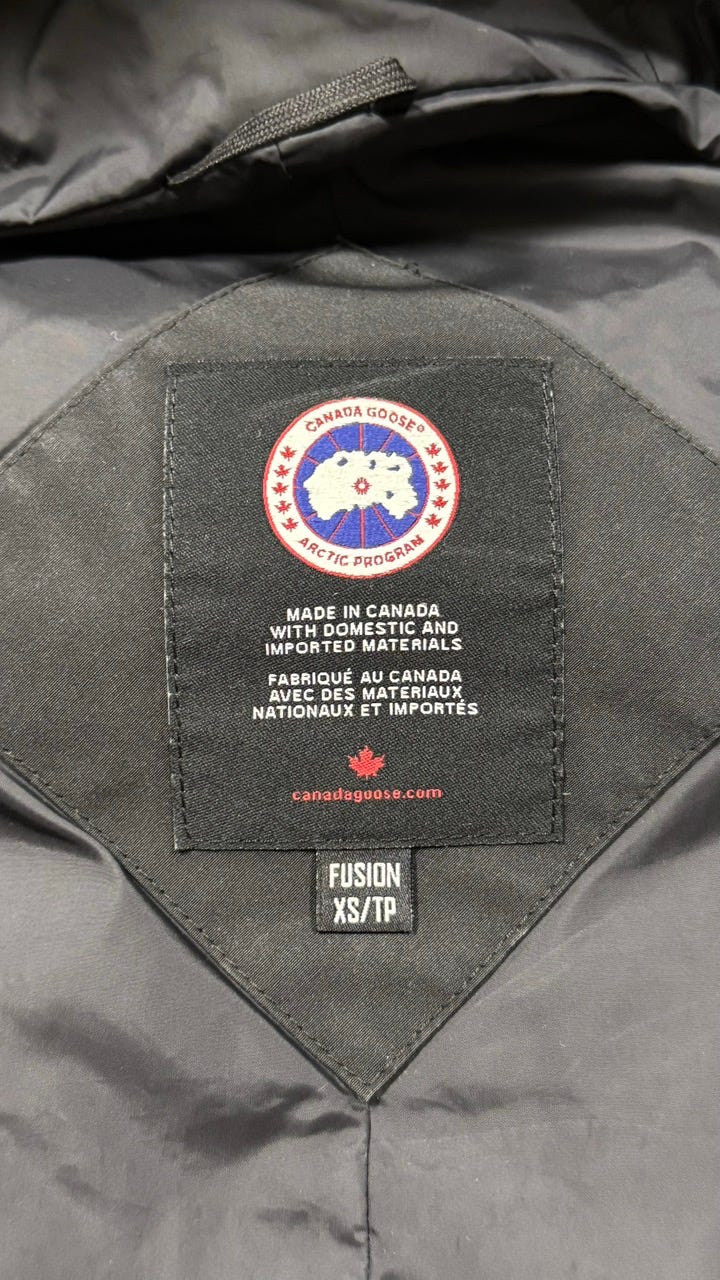 CANADA GOOSE®
ARCTIC PROGRAM
MADE IN CANADA
WITH DOMESTIC AND
IMPORTED MATERIALS
FABRIQUÉ AU CANADA
AVEC DES MATERIAUX
NATIONAUX ET IMPORTÉS
canadagoose.com
FUSION
XS/TP